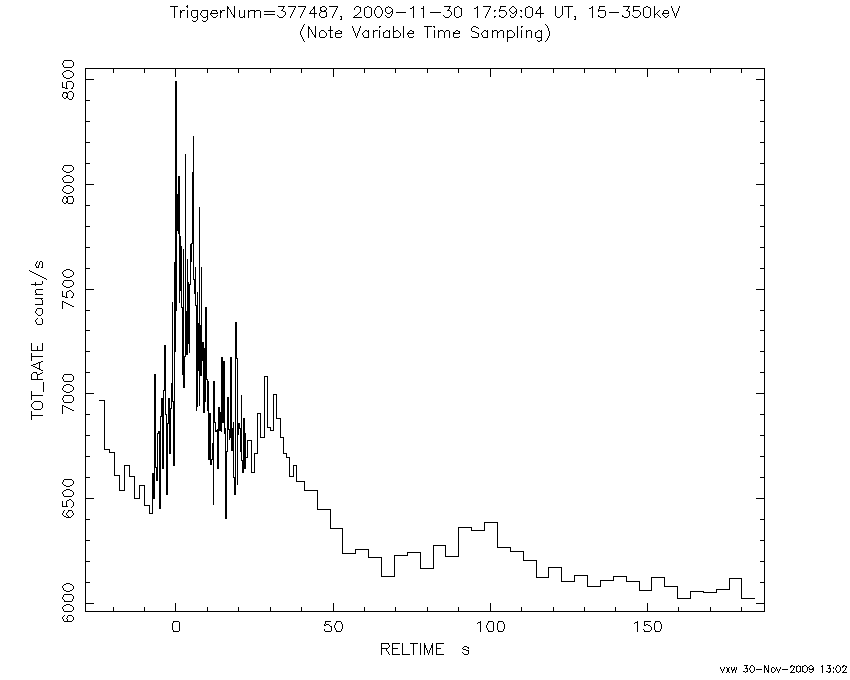 TriggerNum=377487, 2009-11-30 17:59:04 UT, 15-350keV
(Note Variable Time Sampling)
8500
8000
7500
7000
6500
6000
TOT_RATE count/s
0
50
100
150
RELTIME s
vxw 30-Nov-2009 13:02